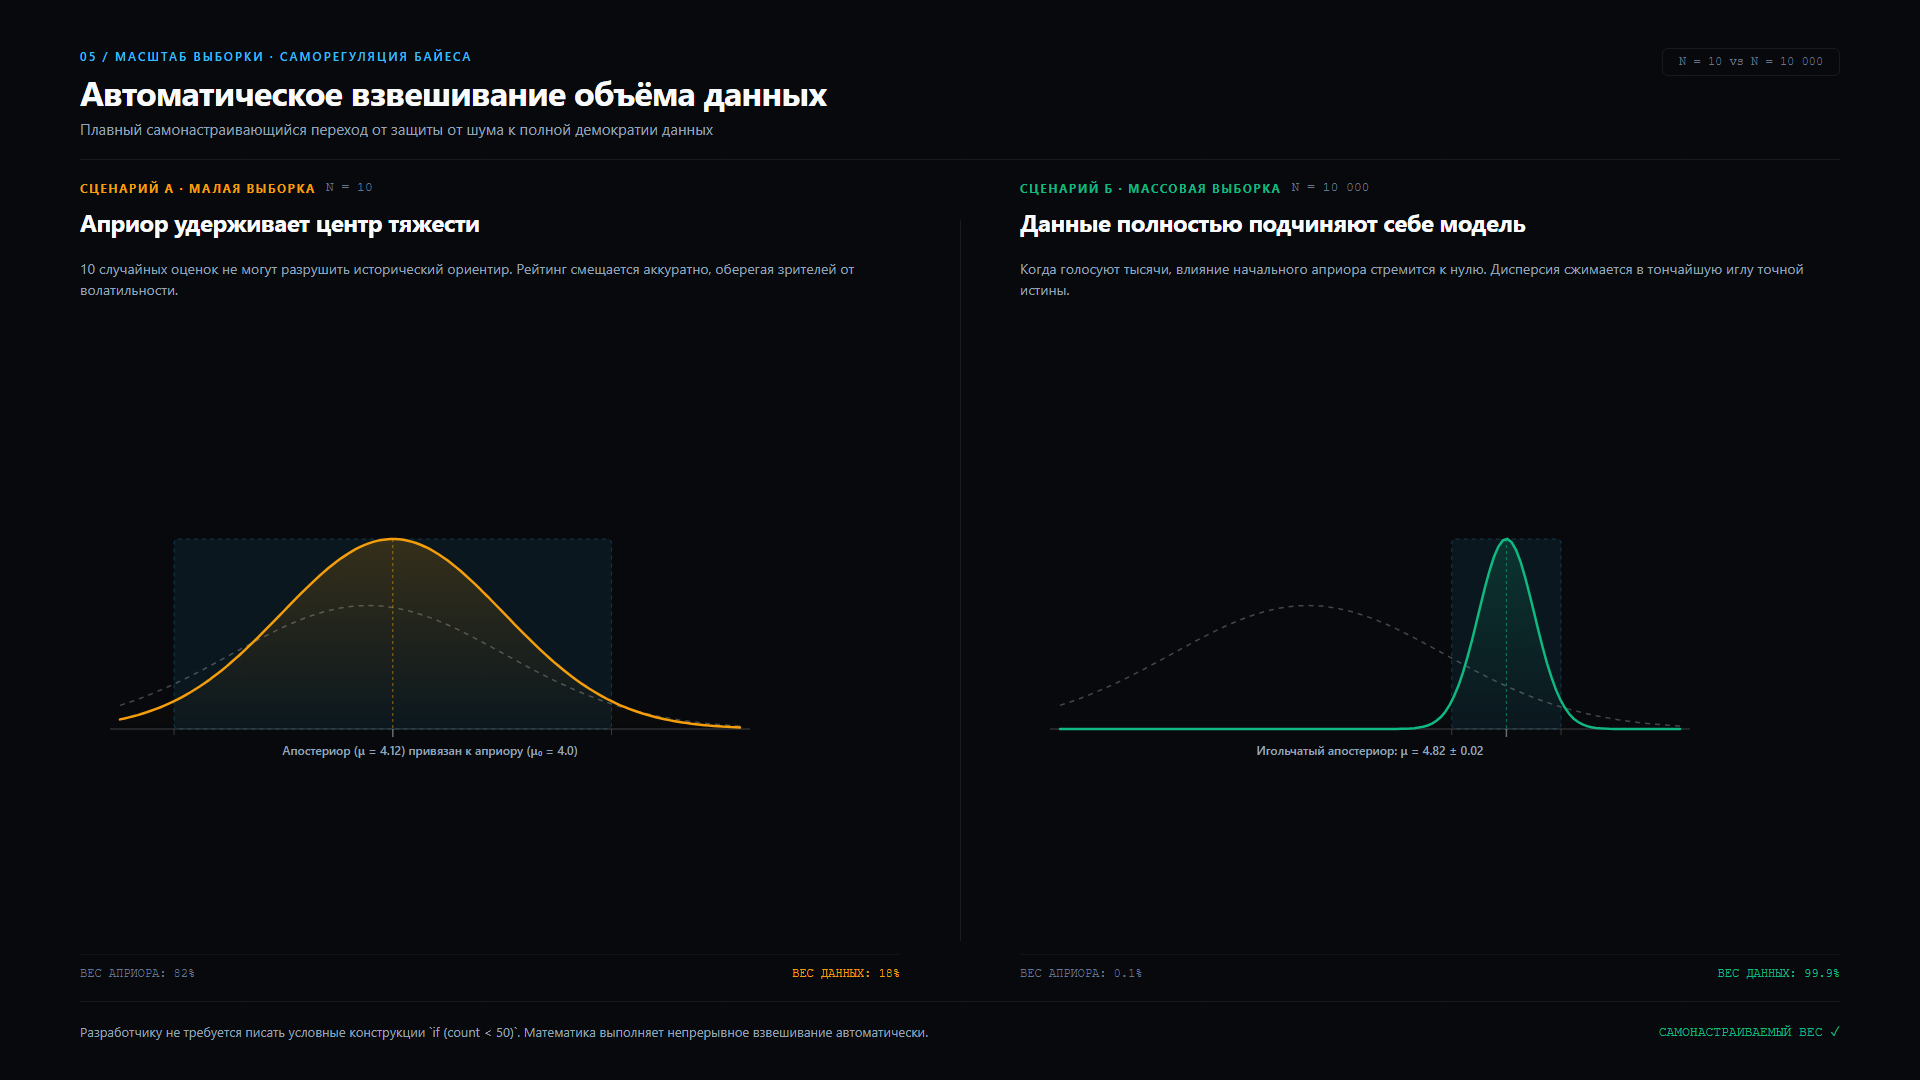 05 / МАСШТАБ ВЫБОРКИ · САМОРЕГУЛЯЦИЯ БАЙЕСА
N = 10 vs N = 10 000
Автоматическое взвешивание объёма данных
Плавный самонастраивающийся переход от защиты от шума к полной демократии данных
СЦЕНАРИЙ А · МАЛАЯ ВЫБОРКА N = 10
Априор удерживает центр тяжести
10 случайных оценок не могут разрушить исторический ориентир. Рейтинг смещается аккуратно, оберегая зрителей от
волатильности.
Апостериор (μ = 4.12) привязан к априору (μ₀ = 4.0)
ВЕС АПРИОРА: 82%
ВЕС ДАННЫХ: 18%
СЦЕНАРИЙ Б · МАССОВАЯ ВЫБОРКА N = 10 000
Данные полностью подчиняют себе модель
Когда голосуют тысячи, влияние начального априора стремится к нулю. Дисперсия сжимается в тончайшую иглу точной
истины.
Игольчатый апостериор: μ = 4.82 ± 0.02
ВЕС АПРИОРА: 0.1%
ВЕС ДАННЫХ: 99.9%
Разработчику не требуется писать условные конструкции `if (count < 50)`. Математика выполняет непрерывное взвешивание автоматически.
САМОНАСТРАИВАЕМЫЙ ВЕС ✓